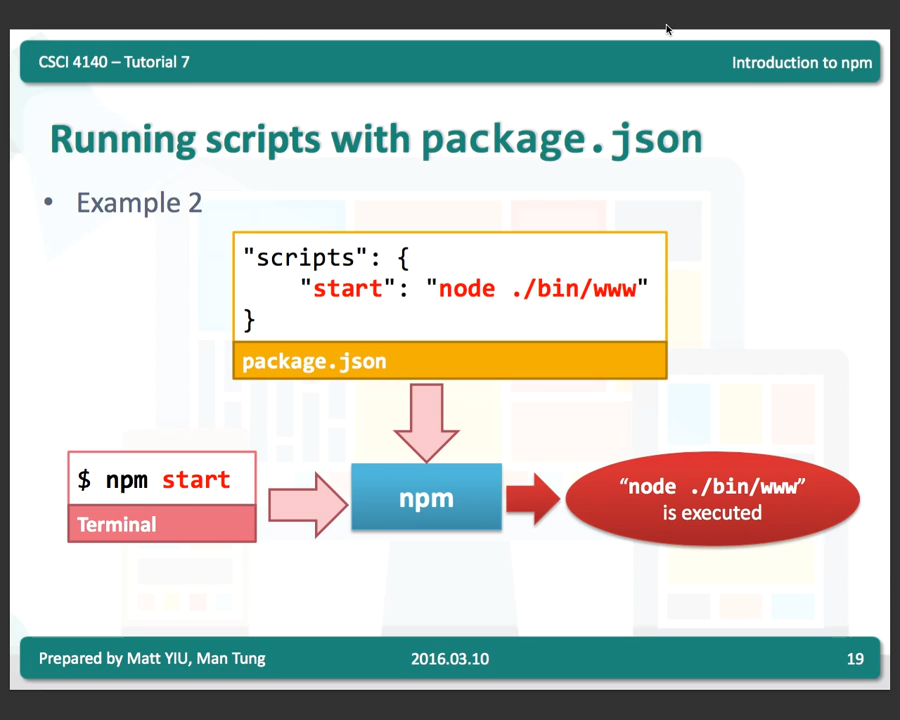 CSCI 4140 – Tutorial 7
Introduction to npm
Running scripts with package.json
• Example 2
"scripts": {
"start": "node ./bin/www"
}
package.json
$ npm start
Terminal
npm
“node ./bin/www”
is executed
Prepared by Matt YIU, Man Tung
2016.03.10
19